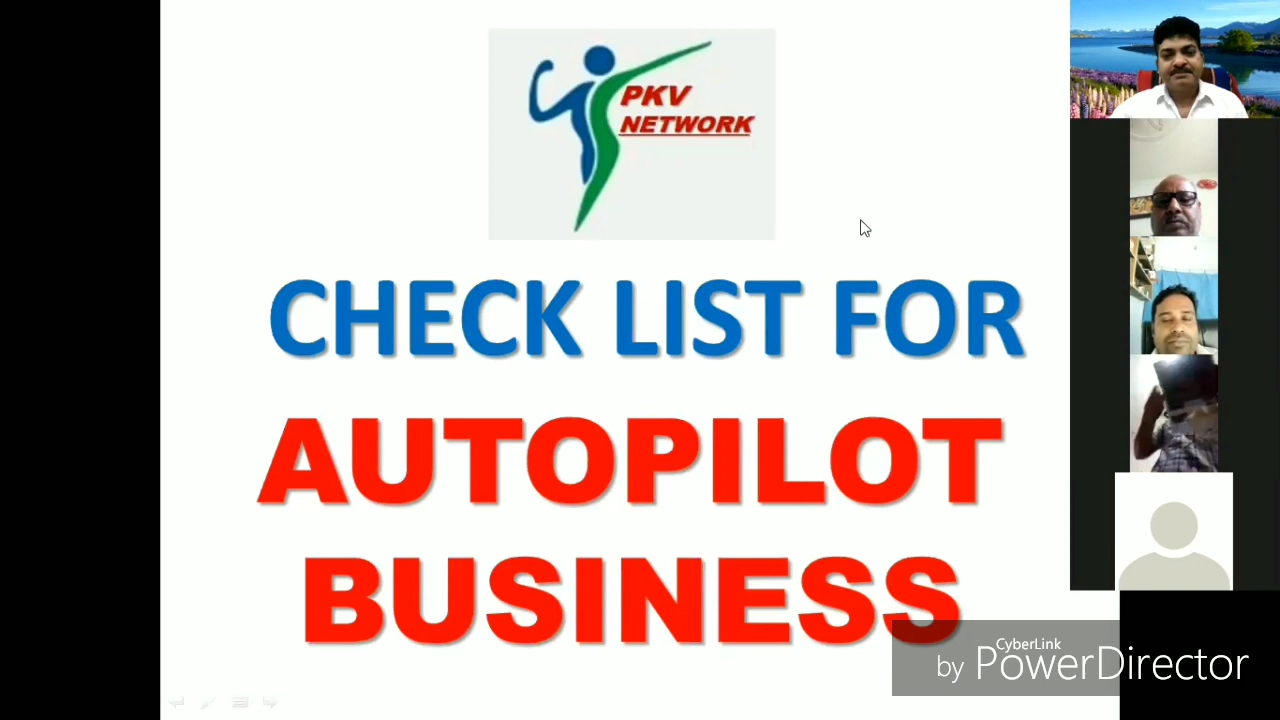 PKV
NETWORK
CHECK LIST FOR
AUTOPILOT
BUSINESS
CyberLink
by PowerDirector